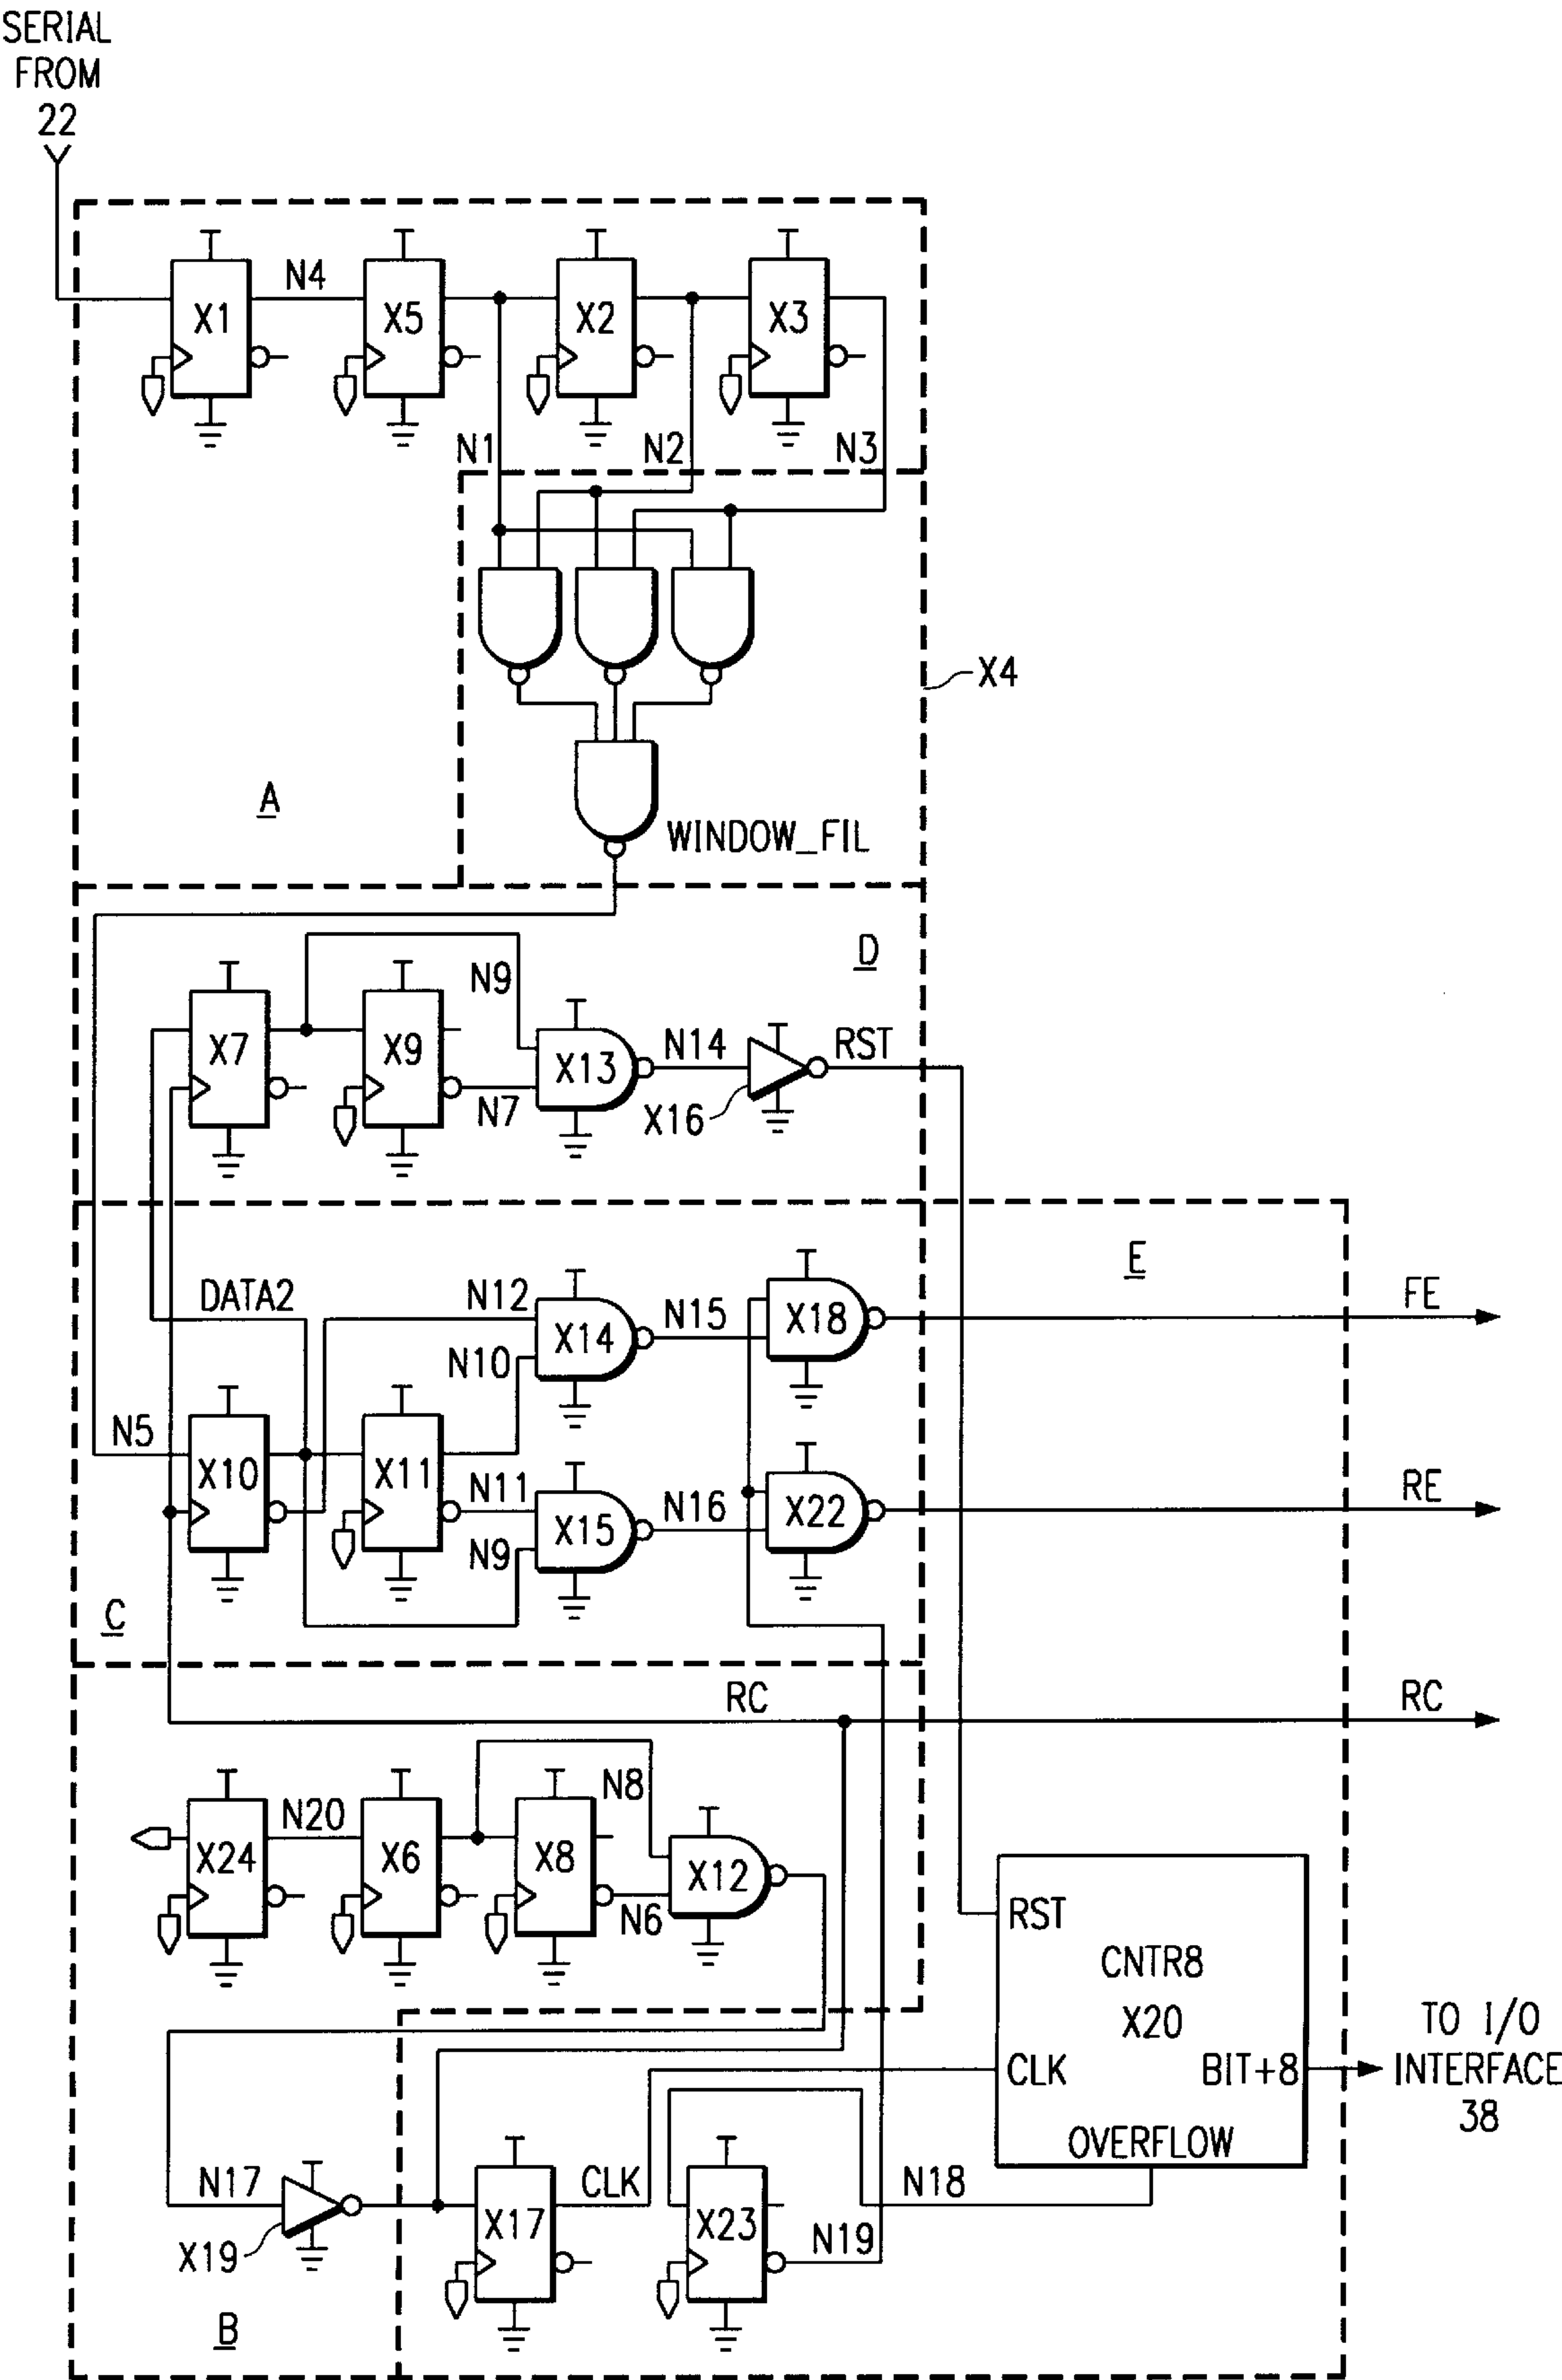 SERIAL
FROM
22
X1
N4
X5
X2
X3
N1
N2
N3
X4
A
WINDOW_FIL
D
X7
X9
N9
N7
X13
N14
X16
RST
E
DATA2
N12
X14
N10
N15
X18
FE
N5
X10
X11
N11
X15
N9
N16
X22
RE
C
RC
RC
X24
N20
X6
X8
N8
N6
X12
RST
CNTR8
X20
CLK
BIT+8
OVERFLOW
TO I/O
INTERFACE
38
N17
X19
X17
CLK
X23
N18
N19
B